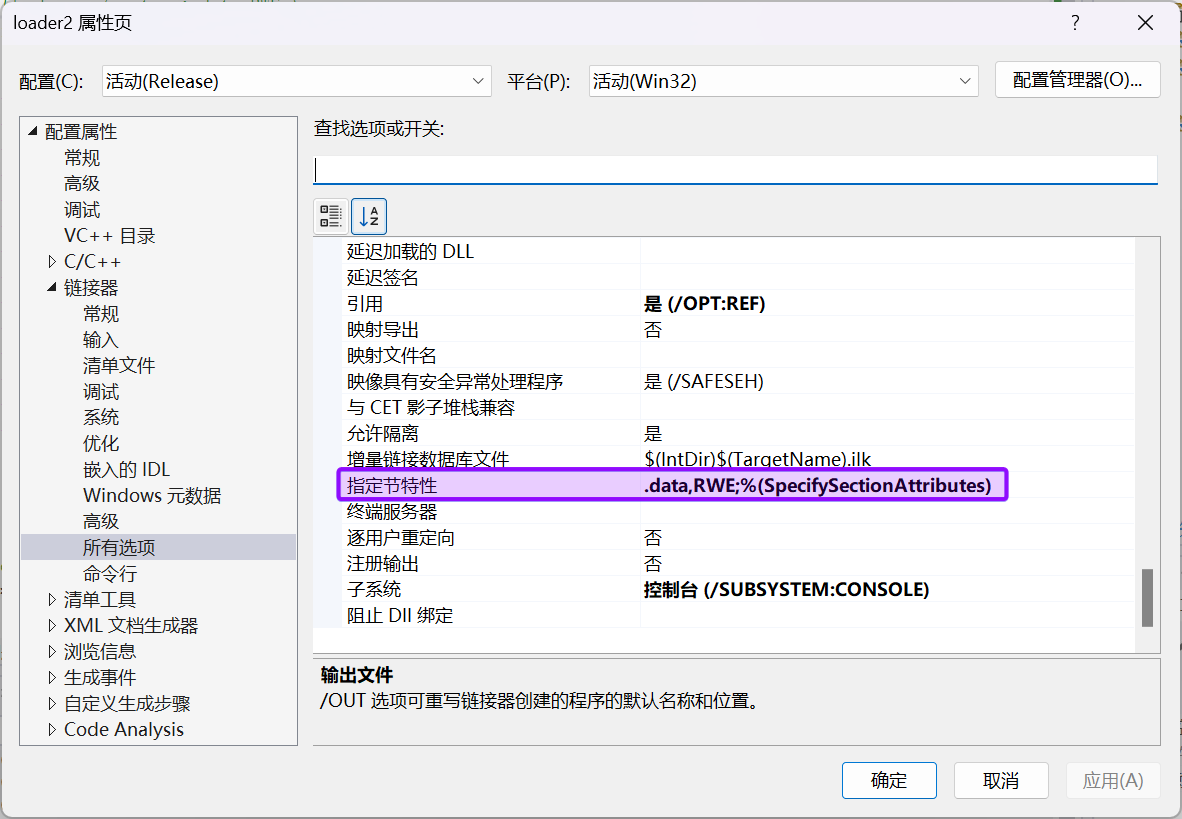 loader2 属性页
?
配置(C):
活动(Release)
平台(P):
活动(Win32)
配置管理器(O)...
配置属性
常规
高级
调试
VC++ 目录
C/C++
链接器
常规
输入
清单文件
调试
系统
优化
嵌入的 IDL
Windows 元数据
高级
所有选项
命令行
清单工具
XML 文档生成器
浏览信息
生成事件
自定义生成步骤
Code Analysis
查找选项或开关:
延迟加载的 DLL
延迟签名
引用 是 (/OPT:REF)
映射导出 否
映射文件名
映像具有安全异常处理程序 是 (/SAFESEH)
与 CET 影子堆栈兼容
允许隔离 是
增量链接数据库文件 $(IntDir)$(TargetName).ilk
指定节特性 .data,RWE;%(SpecifySectionAttributes)
终端服务器
逐用户重定向 否
注册输出 否
子系统 控制台 (/SUBSYSTEM:CONSOLE)
阻止 Dll 绑定
输出文件
/OUT 选项可重写链接器创建的程序的默认名称和位置。
确定
取消
应用(A)